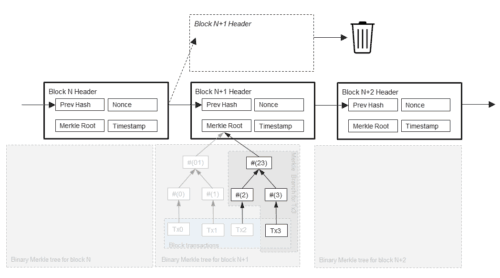 Block N+1 Header
Block N Header
Prev Hash
Nonce
Merkle Root
Timestamp
Block N+1 Header
Prev Hash
Nonce
Merkle Root
Timestamp
Block N+2 Header
Prev Hash
Nonce
Merkle Root
Timestamp
#(01)
#(23)
#(0)
#(1)
#(2)
#(3)
Tx0
Tx1
Tx2
Tx3
Block transactions
Binary Merkle tree for block N
Binary Merkle tree for block N+1
Binary Merkle tree for block N+2